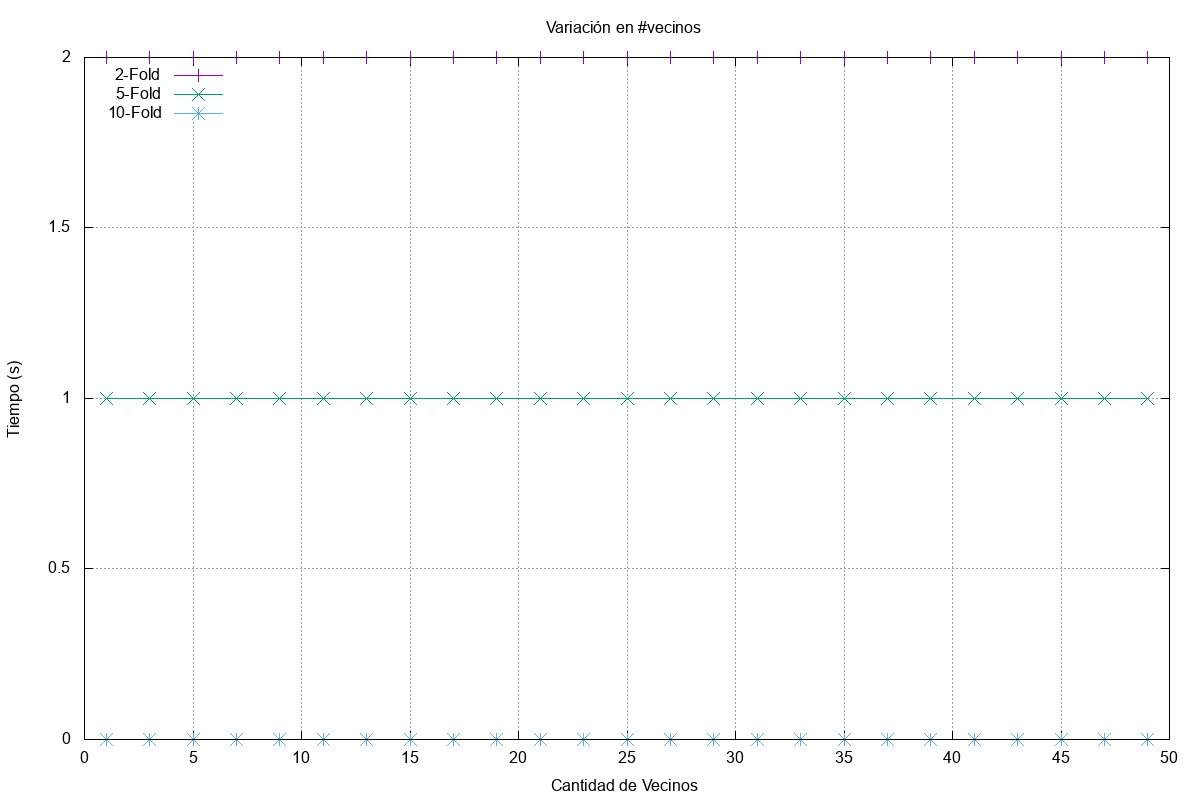 Variación en #vecinos
2
2-Fold
5-Fold
10-Fold
1.5
Tiempo (s)
1
0.5
0
0 5 10 15 20 25 30 35 40 45 50
Cantidad de Vecinos